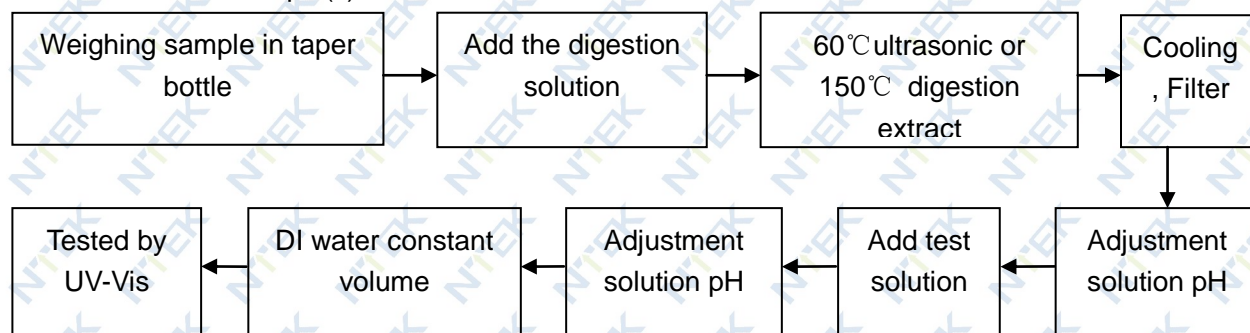 Weighing sample in taper
bottle
Add the digestion
solution
60℃ultrasonic or
150℃ digestion
extract
Cooling
, Filter
Adjustment
solution pH
Add test
solution
Adjustment
solution pH
DI water constant
volume
Tested by
UV-Vis
NTEK